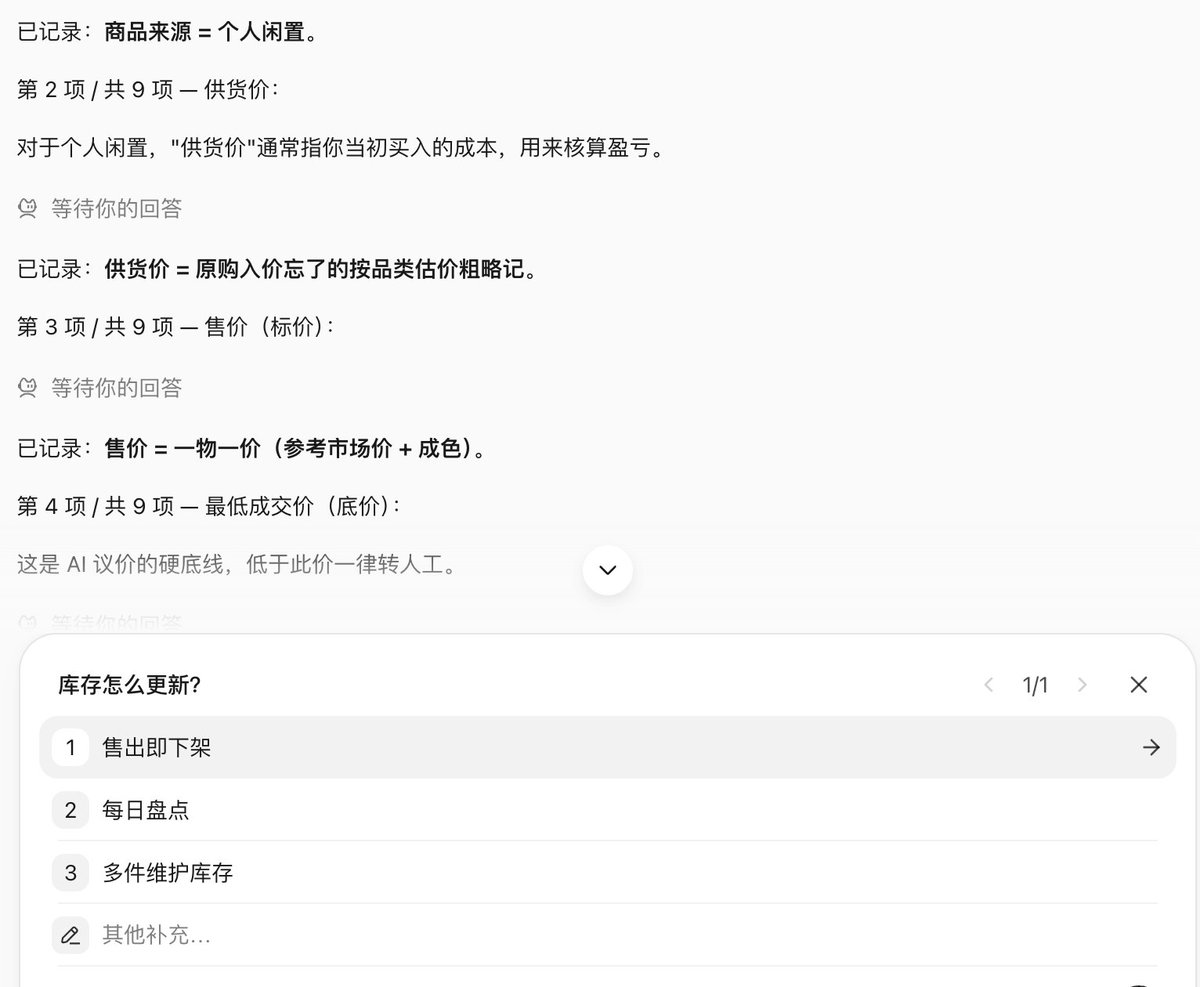 已记录：商品来源 = 个人闲置。
第 2 项 / 共 9 项 — 供货价：
对于个人闲置，"供货价"通常指你当初买入的成本，用来核算盈亏。
等待你的回答
已记录：供货价 = 原购入价忘了的按品类估价粗略记。
第 3 项 / 共 9 项 — 售价（标价）：
等待你的回答
已记录：售价 = 一物一价（参考市场价 + 成色）。
第 4 项 / 共 9 项 — 最低成交价（底价）：
这是 AI 议价的硬底线，低于此价一律转人工。
等待你的回答
库存怎么更新?
1/1
1 售出即下架
2 每日盘点
3 多件维护库存
其他补充...